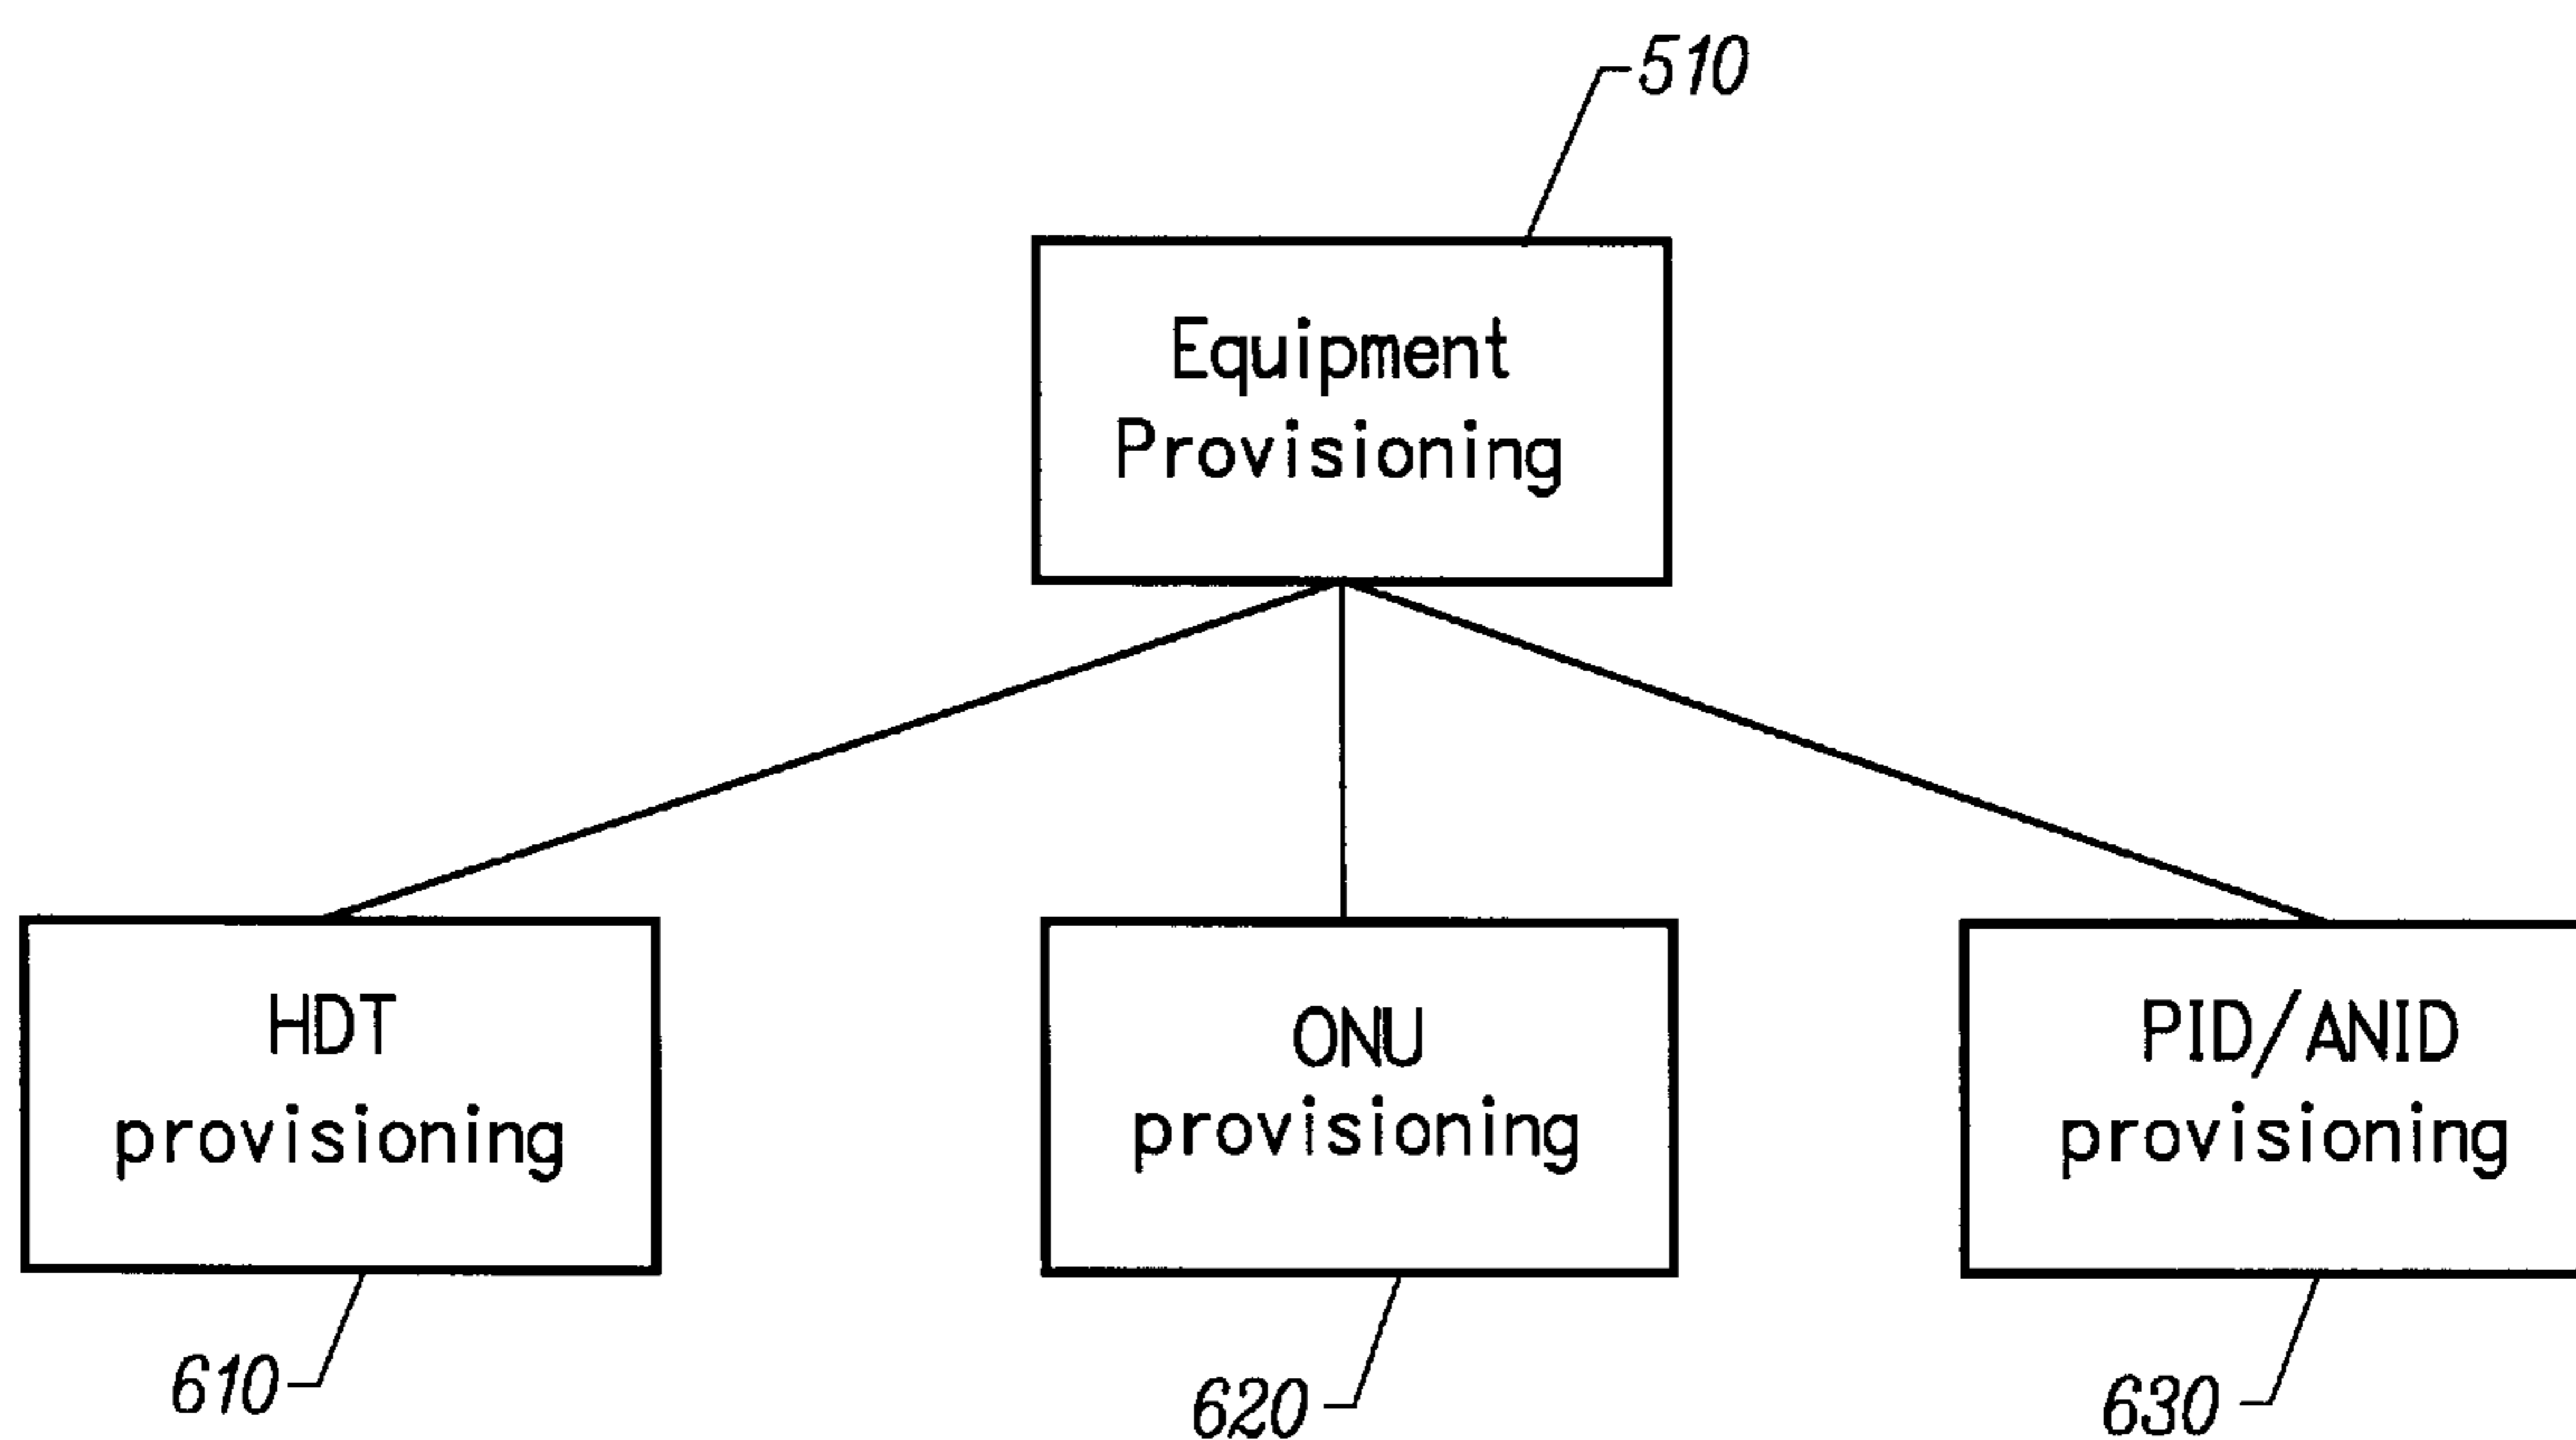 510
Equipment
Provisioning
HDT
provisioning
ONU
provisioning
PID/ANID
provisioning
610
620
630